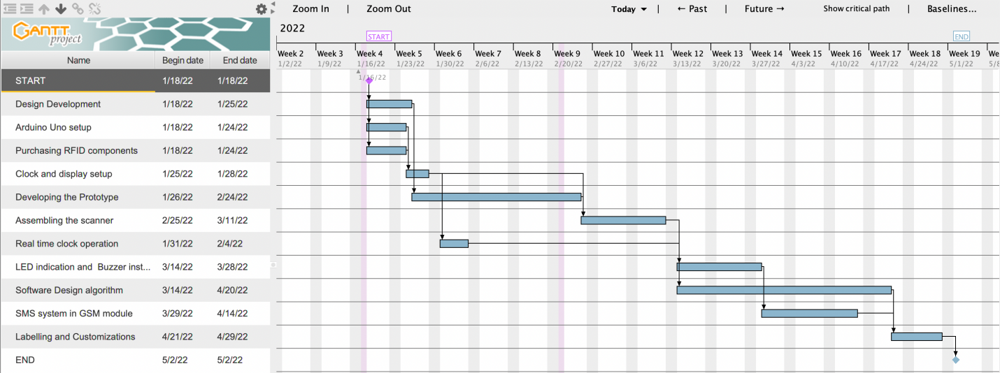 Zoom In | Zoom Out Today | ← Past | Future → Show critical path | Baselines...
GANTT
project
2022
START END
Name Begin date End date
Week 2 Week 3 Week 4 Week 5 Week 6 Week 7 Week 8 Week 9 Week 10 Week 11 Week 12 Week 13 Week 14 Week 15 Week 16 Week 17 Week 18 Week 19 We
1/2/22 1/9/22 1/16/22 1/23/22 1/30/22 2/6/22 2/13/22 2/20/22 2/27/22 3/6/22 3/13/22 3/20/22 3/27/22 4/3/22 4/10/22 4/17/22 4/24/22 5/1/22 5/8
1/16/22
START 1/18/22 1/18/22
Design Development 1/18/22 1/25/22
Arduino Uno setup 1/18/22 1/24/22
Purchasing RFID components 1/18/22 1/24/22
Clock and display setup 1/25/22 1/28/22
Developing the Prototype 1/26/22 2/24/22
Assembling the scanner 2/25/22 3/11/22
Real time clock operation 1/31/22 2/4/22
LED indication and Buzzer inst... 3/14/22 3/28/22
Software Design algorithm 3/14/22 4/20/22
SMS system in GSM module 3/29/22 4/14/22
Labelling and Customizations 4/21/22 4/29/22
END 5/2/22 5/2/22